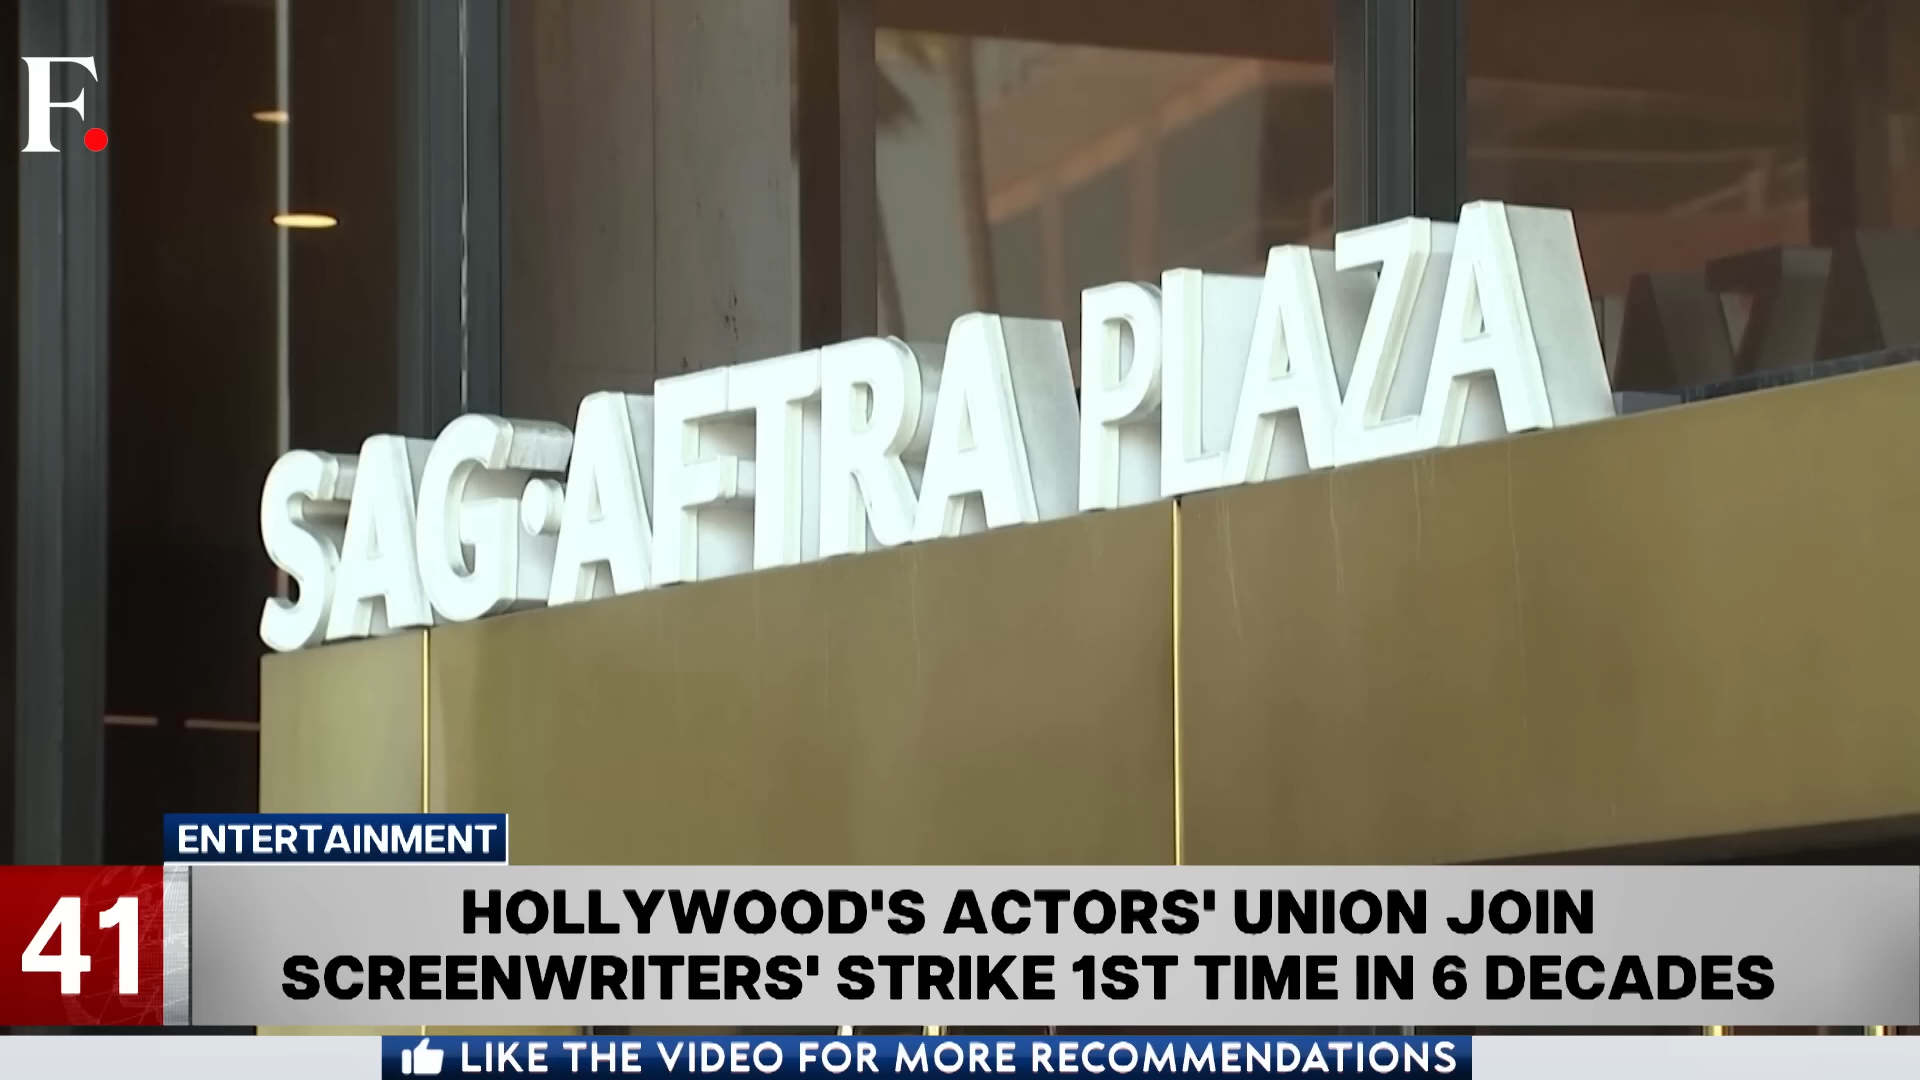 F.
SAG·AFTRA PLAZA
ENTERTAINMENT
41
HOLLYWOOD'S ACTORS' UNION JOIN
SCREENWRITERS' STRIKE 1ST TIME IN 6 DECADES
LIKE THE VIDEO FOR MORE RECOMMENDATIONS